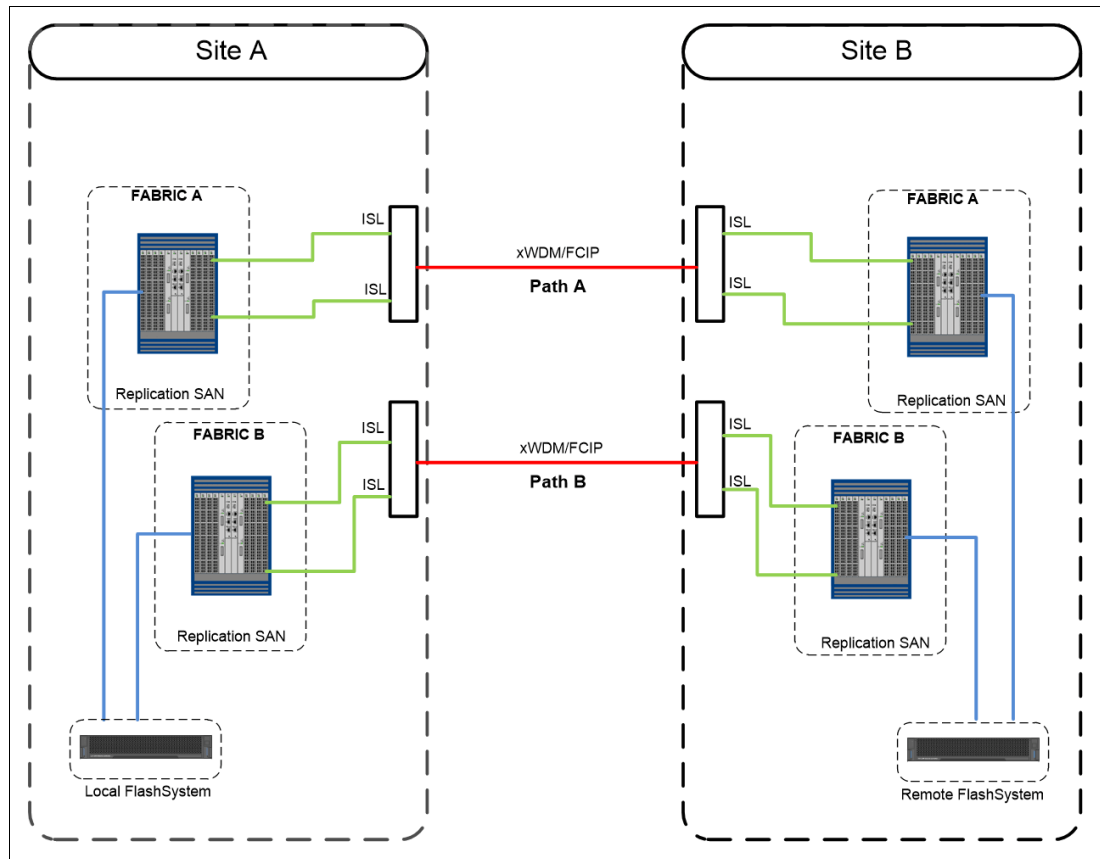 Site A
Site B
FABRIC A
FABRIC A
ISL
ISL
xWDM/FCIP
Path A
ISL
ISL
Replication SAN
Replication SAN
FABRIC B
FABRIC B
ISL
ISL
xWDM/FCIP
Path B
ISL
ISL
Replication SAN
Replication SAN
Local FlashSystem
Remote FlashSystem